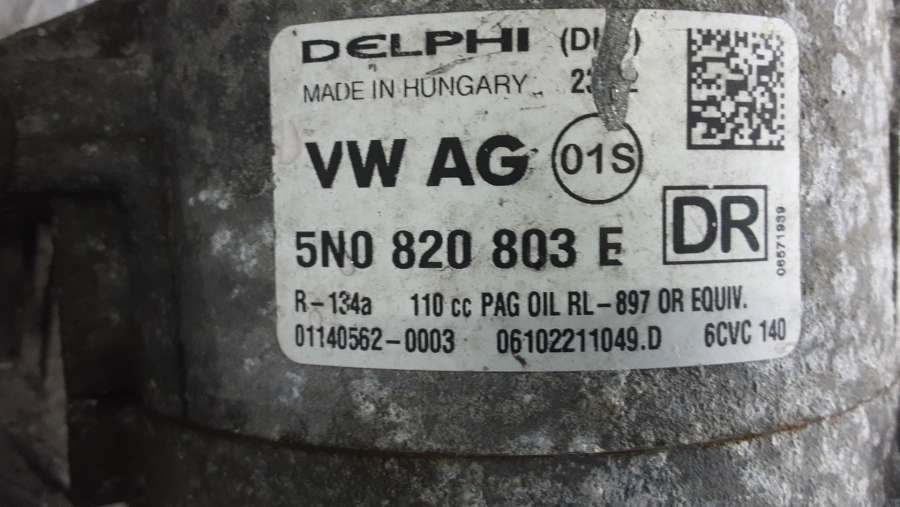 DELPHI
MADE IN HUNGARY
VW AG 01S
5N0 820 803 E DR
06571939
R-134a 110 cc PAG OIL RL-897 OR EQUIV.
01140562-0003 06102211049.D 6CVC 140